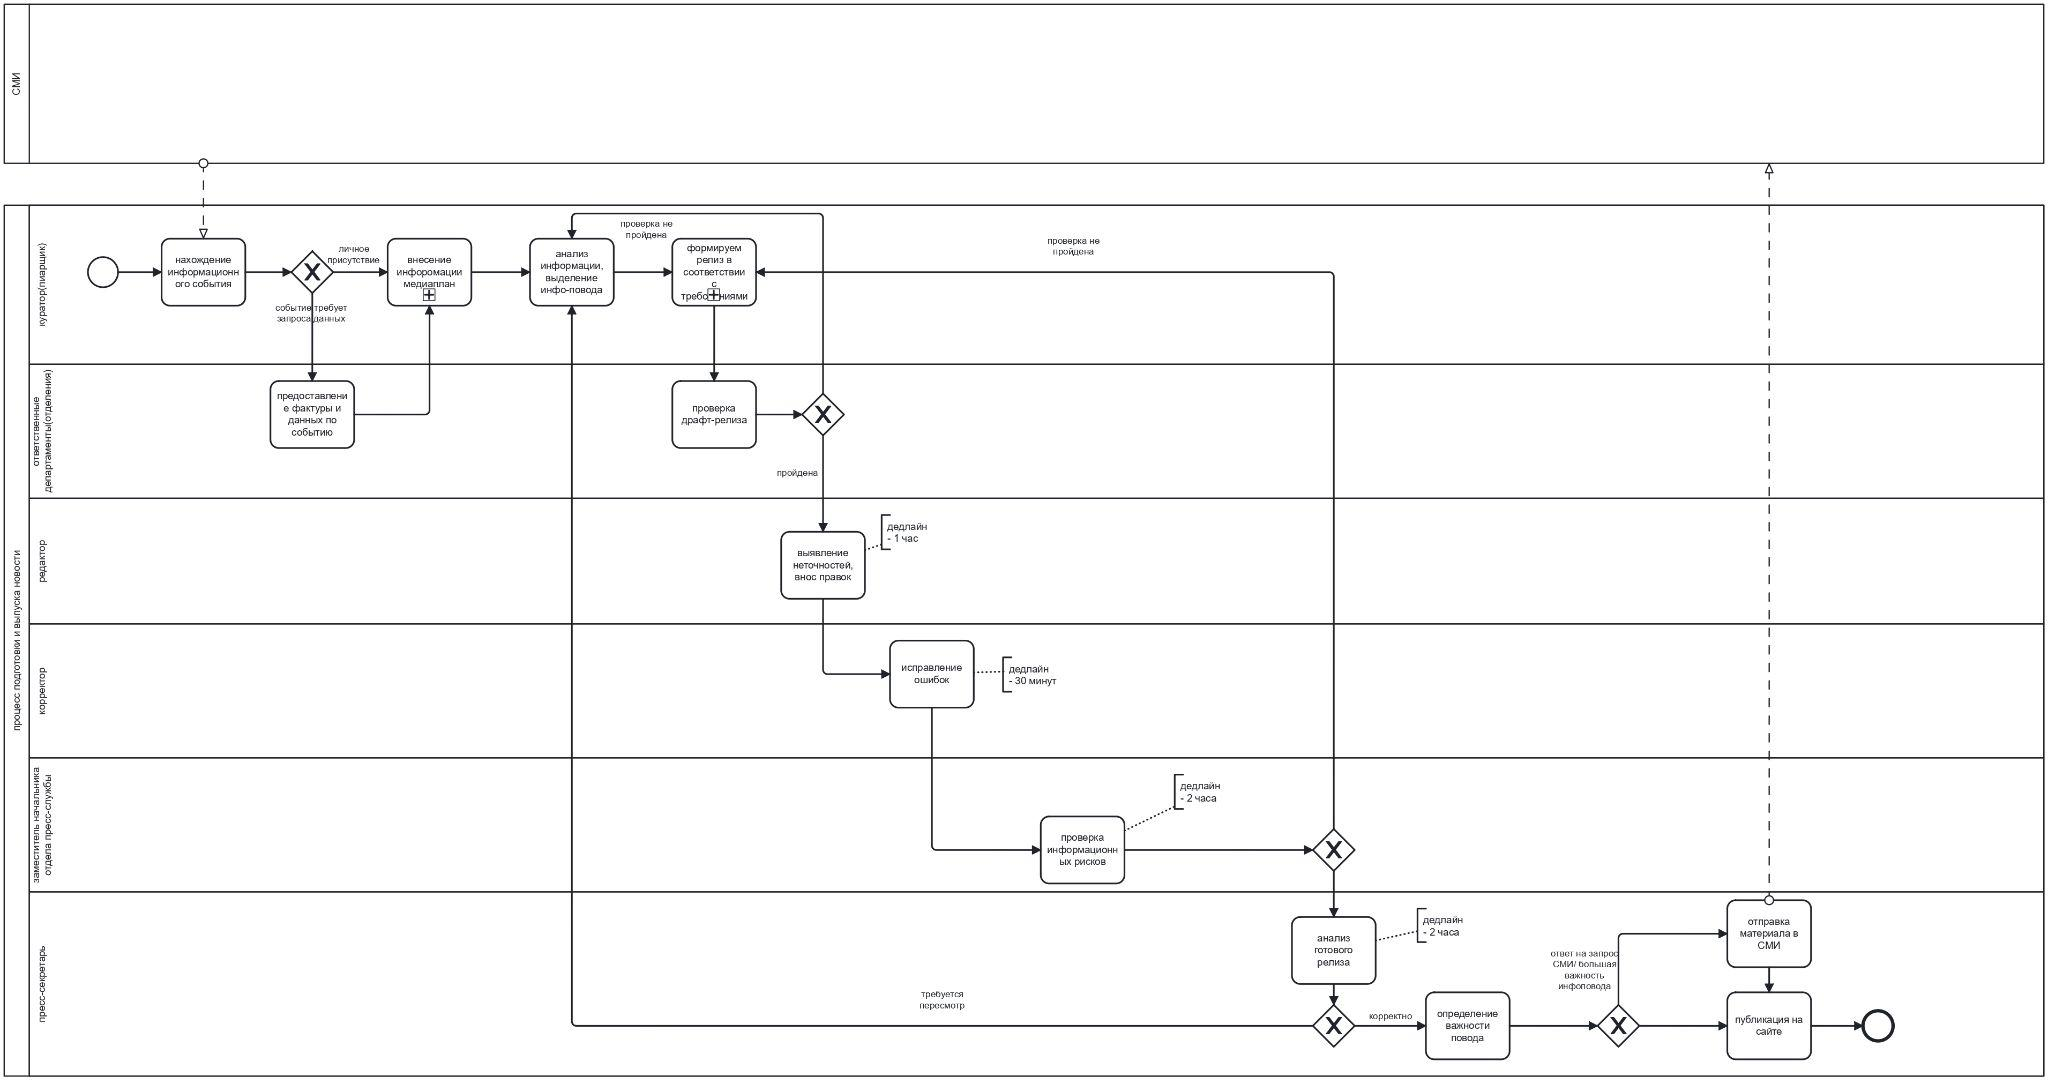 СМИ
процесс подготовки и выпуска новости
куратор(пиарщик)
нахождение
информационн
ого события
личное
присутствие
событие требует
запроса данных
внесение
инфоромации
медиаплан
анализ
информации,
выделение
инфо-повода
проверка не
пройдена
формируем
релиз в
соответствии
с
проверка не
пройдена
ответственные
департаменты(отделения)
предоставлени
е фактуры и
данных по
событию
проверка
драфт-релиза
пройдена
редактор
выявление
неточностей,
внос правок
дедлайн
- 1 час
корректор
исправление
ошибок
дедлайн
- 30 минут
заместитель начальника
отдела пресс-службы
проверка
информационн
ых рисков
дедлайн
- 2 часа
пресс-секретарь
анализ
готового
релиза
дедлайн
- 2 часа
требуется
пересмотр
корректно
определение
важности
повода
ответ на запрос
СМИ/ большая
важность
инфоповода
отправка
материала в
СМИ
публикация на
сайте